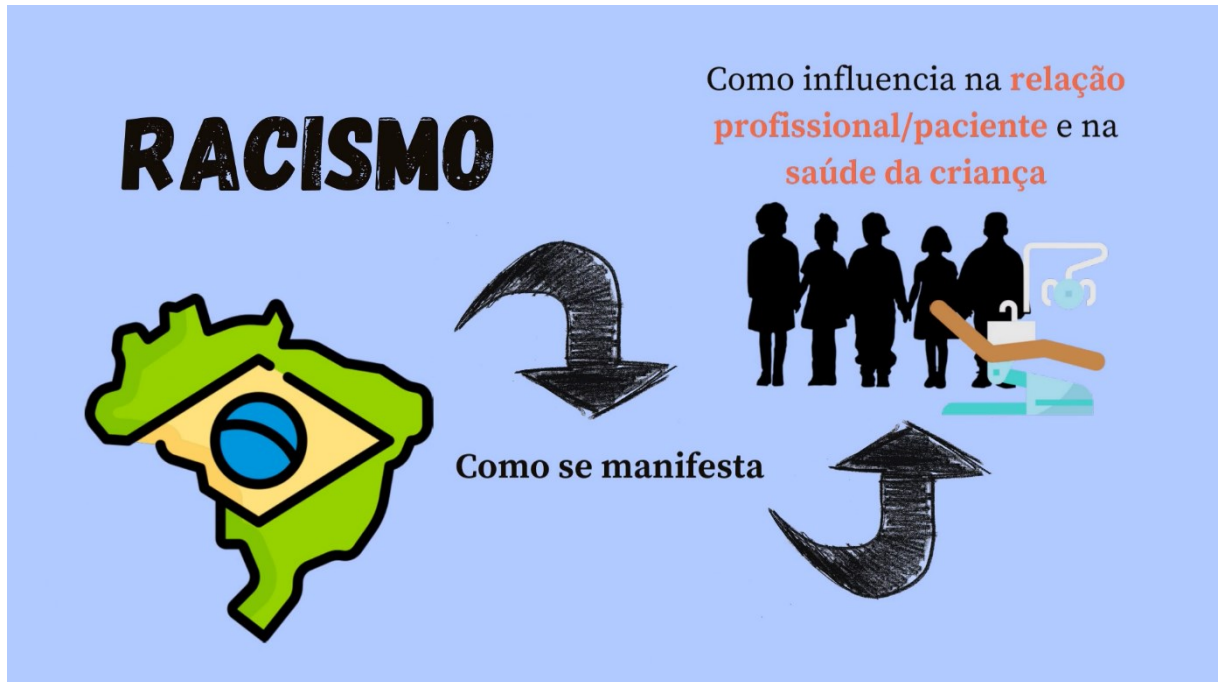 RACISMO
Como se manifesta
Como influencia na relação
profissional/paciente e na
saúde da criança